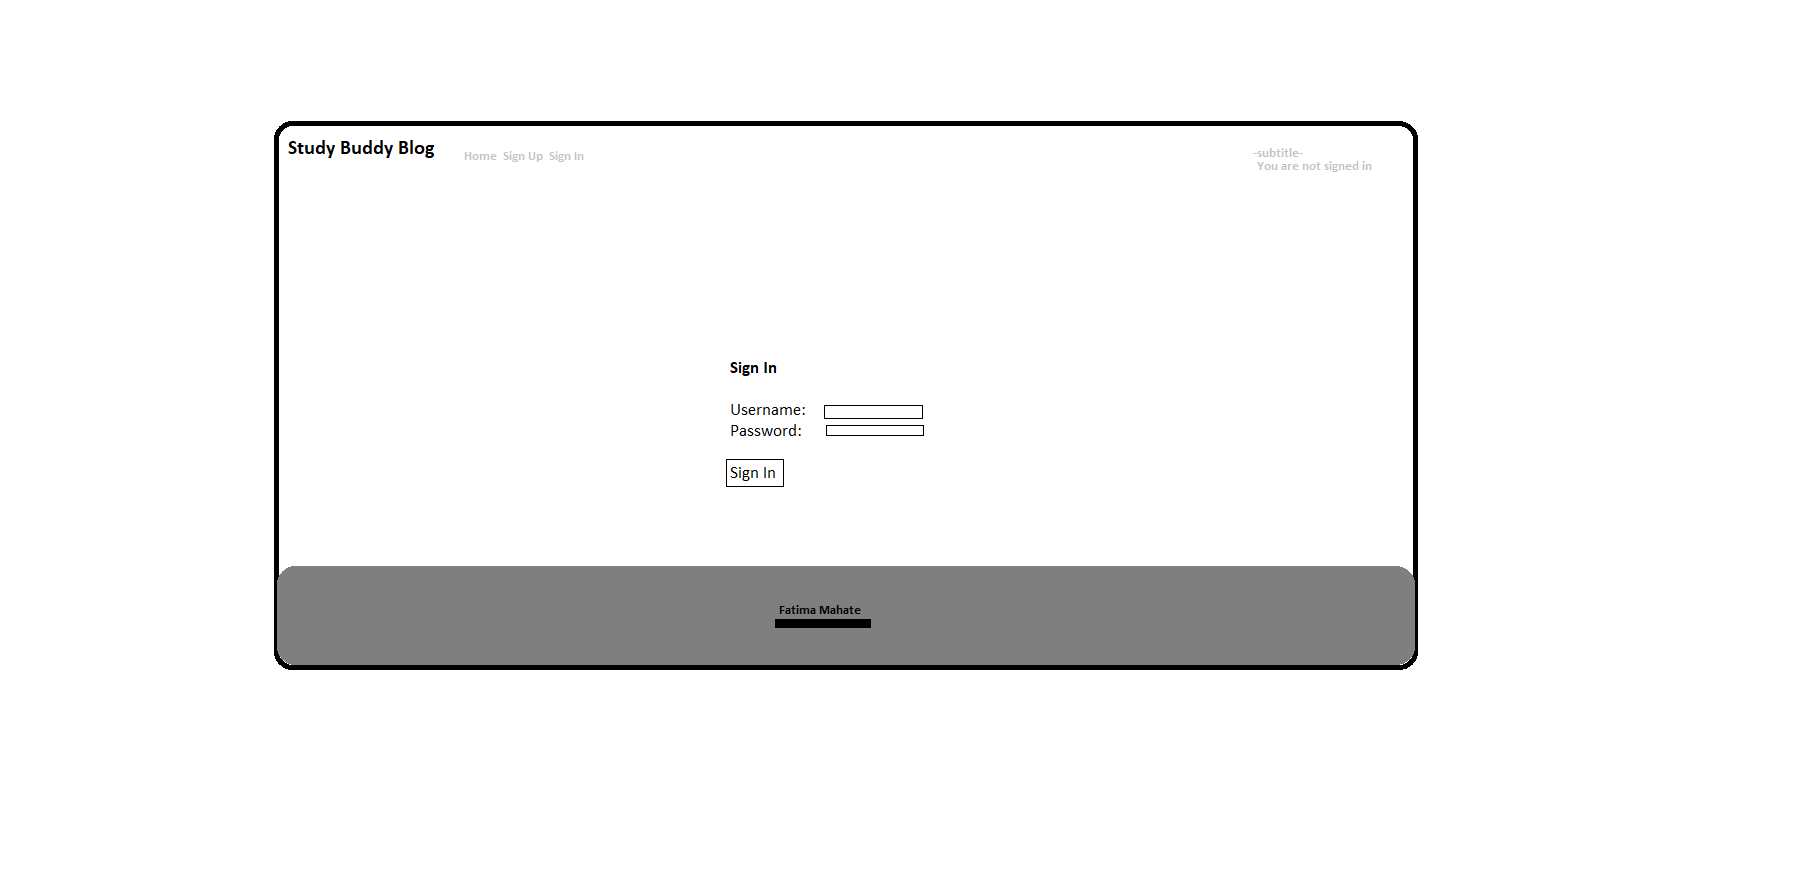 Study Buddy Blog
Home Sign Up Sign In
-subtitle-
You are not signed in
Sign In
Username:
Password:
Sign In
Fatima Mahate